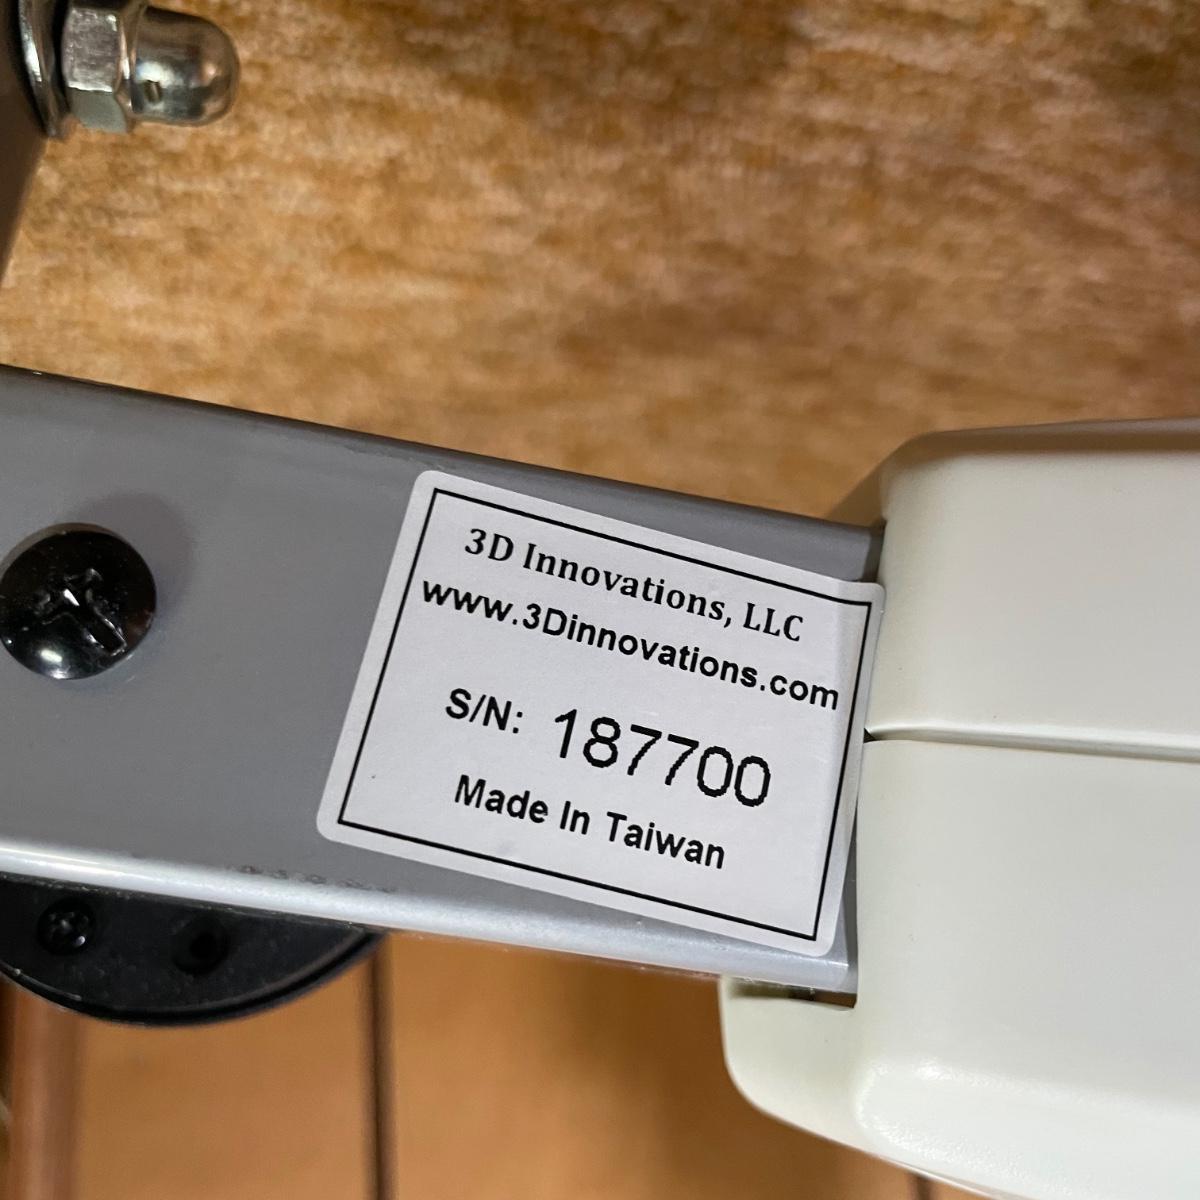 3D Innovations, LLC
www.3Dinnovations.com
S/N: 187700
Made In Taiwan